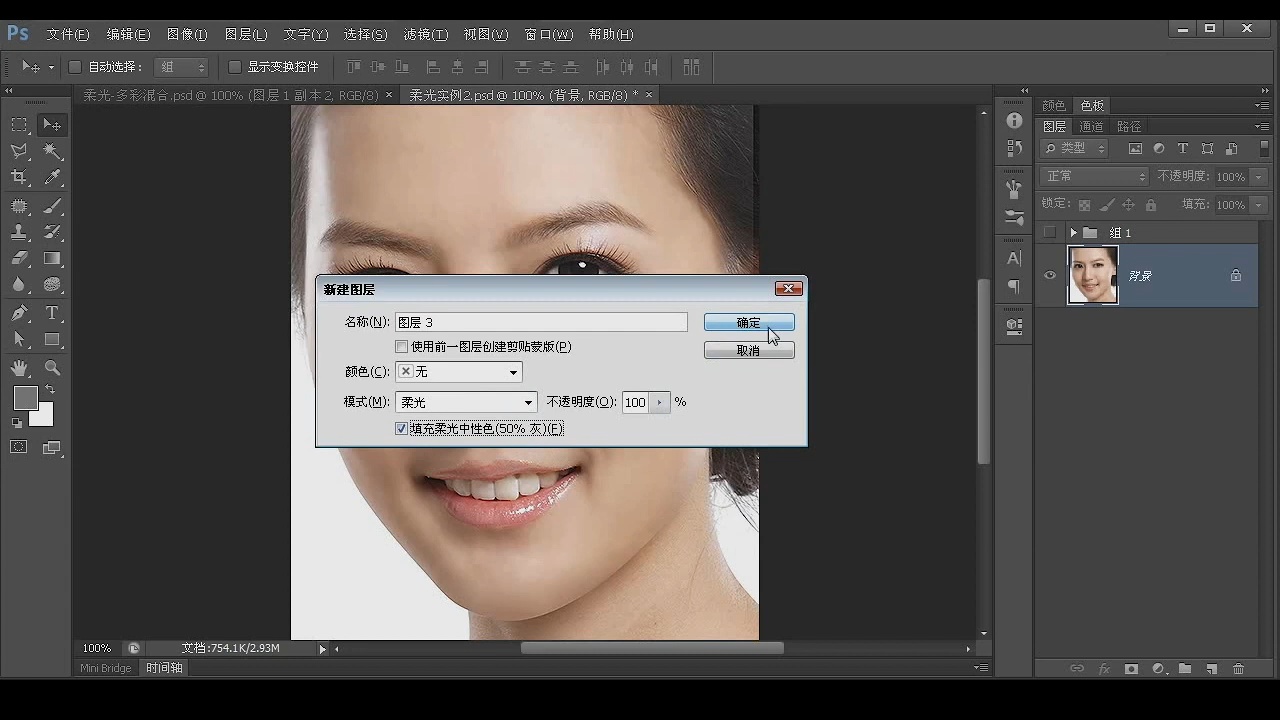 Ps 文件(F) 编辑(E) 图像(I) 图层(L) 文字(Y) 选择(S) 滤镜(T) 视图(V) 窗口(W) 帮助(H)
自动选择: 组 显示变换控件
柔光-多彩混合.psd @ 100% (图层 1 副本 2, RGB/8) × 柔光实例2.psd @ 100% (背景, RGB/8) * ×
颜色 色板
图层 通道 路径
类型
正常 不透明度: 100%
锁定: 填充: 100%
组 1
背景
新建图层
名称(N): 图层 3 确定
使用前一图层创建剪贴蒙版(P) 取消
颜色(C): 无
模式(M): 柔光 不透明度(O): 100 %
填充柔光中性色(50% 灰)(F)
100% 文档:754.1K/2.93M
Mini Bridge 时间轴